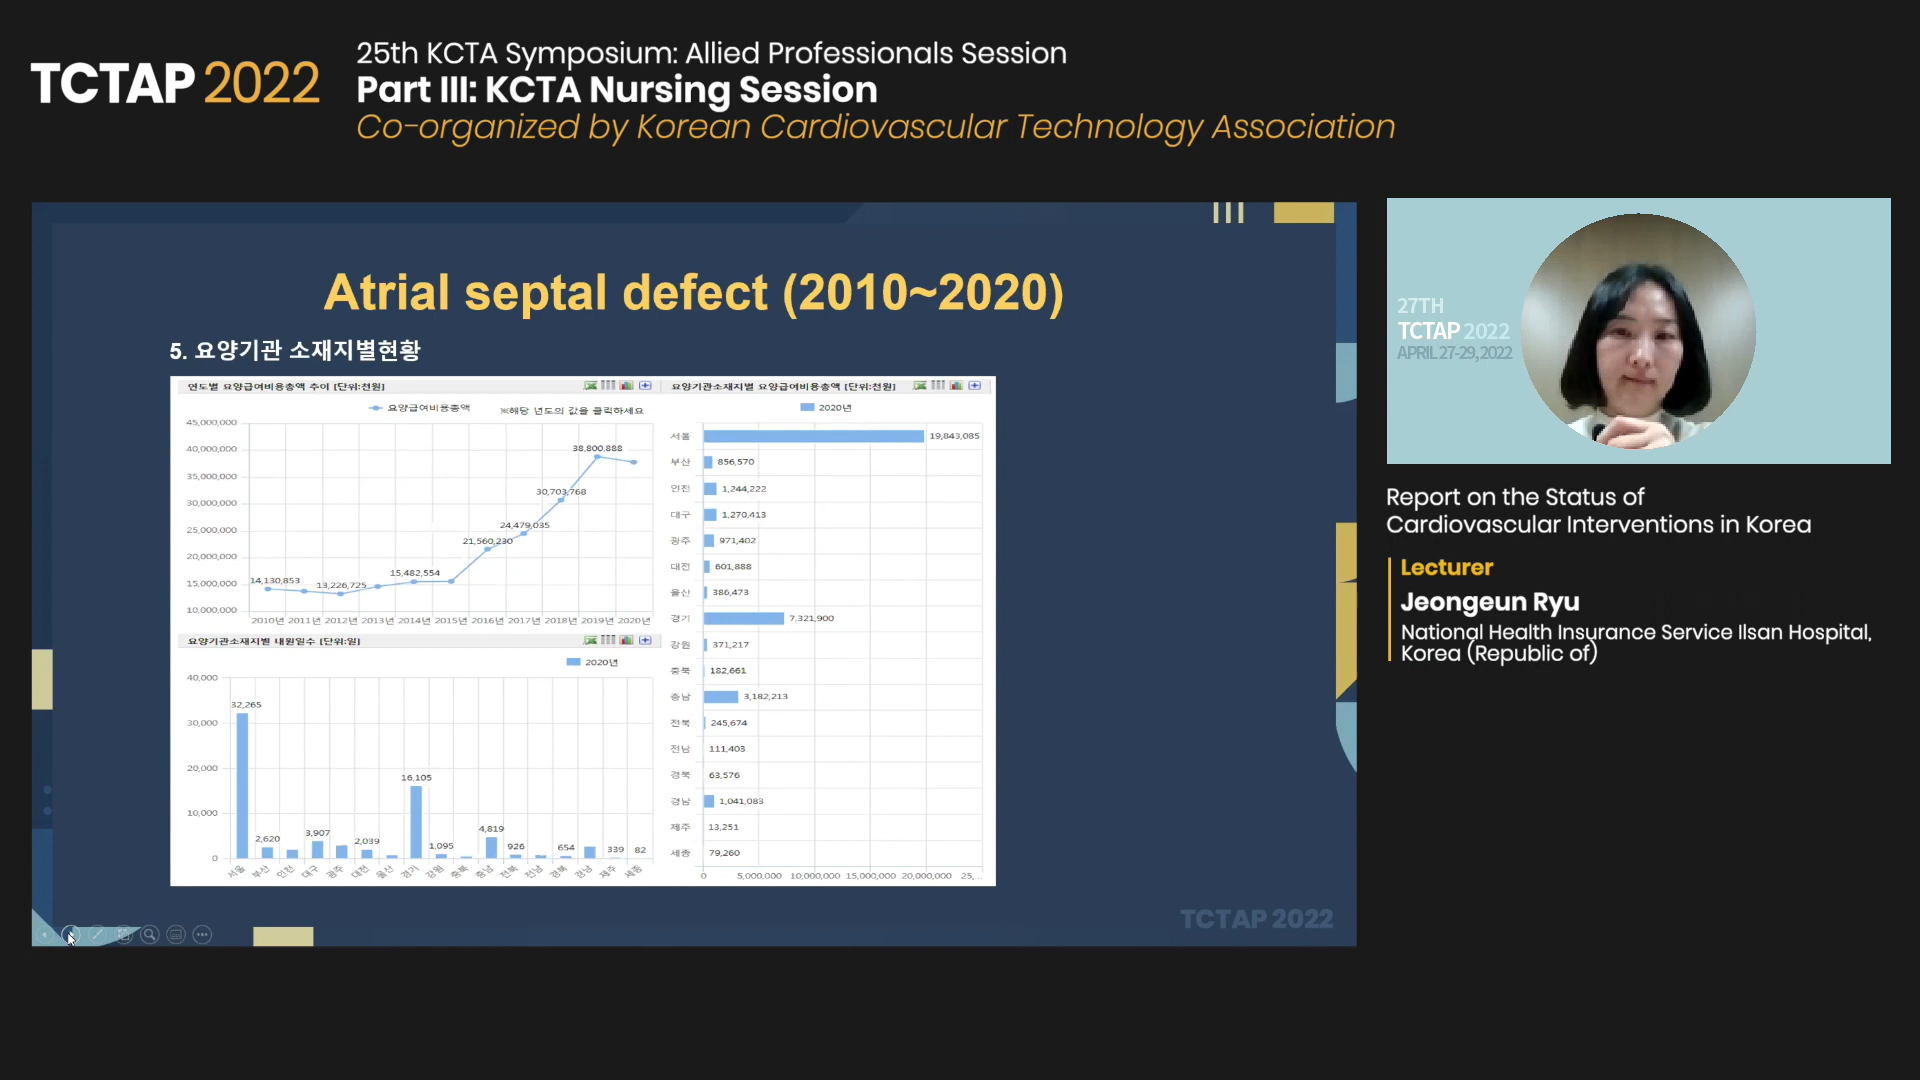 TCTAP 2022
25th KCTA Symposium: Allied Professionals Session
Part III: KCTA Nursing Session
Co-organized by Korean Cardiovascular Technology Association
Atrial septal defect (2010~2020)
5. 요양기관 소재지별현황
연도별 요양급여비용총액 추이 [단위:천원]
요양급여비용총액
※해당 년도의 값을 클릭하세요
45,000,000
40,000,000
35,000,000
30,000,000
25,000,000
20,000,000
15,000,000
10,000,000
14,130,853
13,226,725
15,482,554
21,560,230
24,479,035
30,703,768
38,800,888
2010년 2011년 2012년 2013년 2014년 2015년 2016년 2017년 2018년 2019년 2020년
요양기관소재지별 내원일수 [단위:일]
2020년
40,000
30,000
20,000
10,000
0
32,265
2,620
3,907
2,039
16,105
1,095
4,819
926
654
339
82
서울 부산 인천 대구 광주 대전 울산 경기 강원 충북 충남 전북 전남 경북 경남 제주 세종
요양기관소재지별 요양급여비용총액 [단위:천원]
2020년
서울 19,843,085
부산 856,570
인천 1,244,222
대구 1,270,413
광주 971,402
대전 601,888
울산 386,473
경기 7,321,900
강원 371,217
충북 182,661
충남 3,182,213
전북 245,674
전남 111,403
경북 63,576
경남 1,041,083
제주 13,251
세종 79,260
0 5,000,000 10,000,000 15,000,000 20,000,000 25,...
TCTAP 2022
27TH
TCTAP 2022
APRIL 27-29, 2022
Report on the Status of
Cardiovascular Interventions in Korea
Lecturer
Jeongeun Ryu
National Health Insurance Service Ilsan Hospital,
Korea (Republic of)